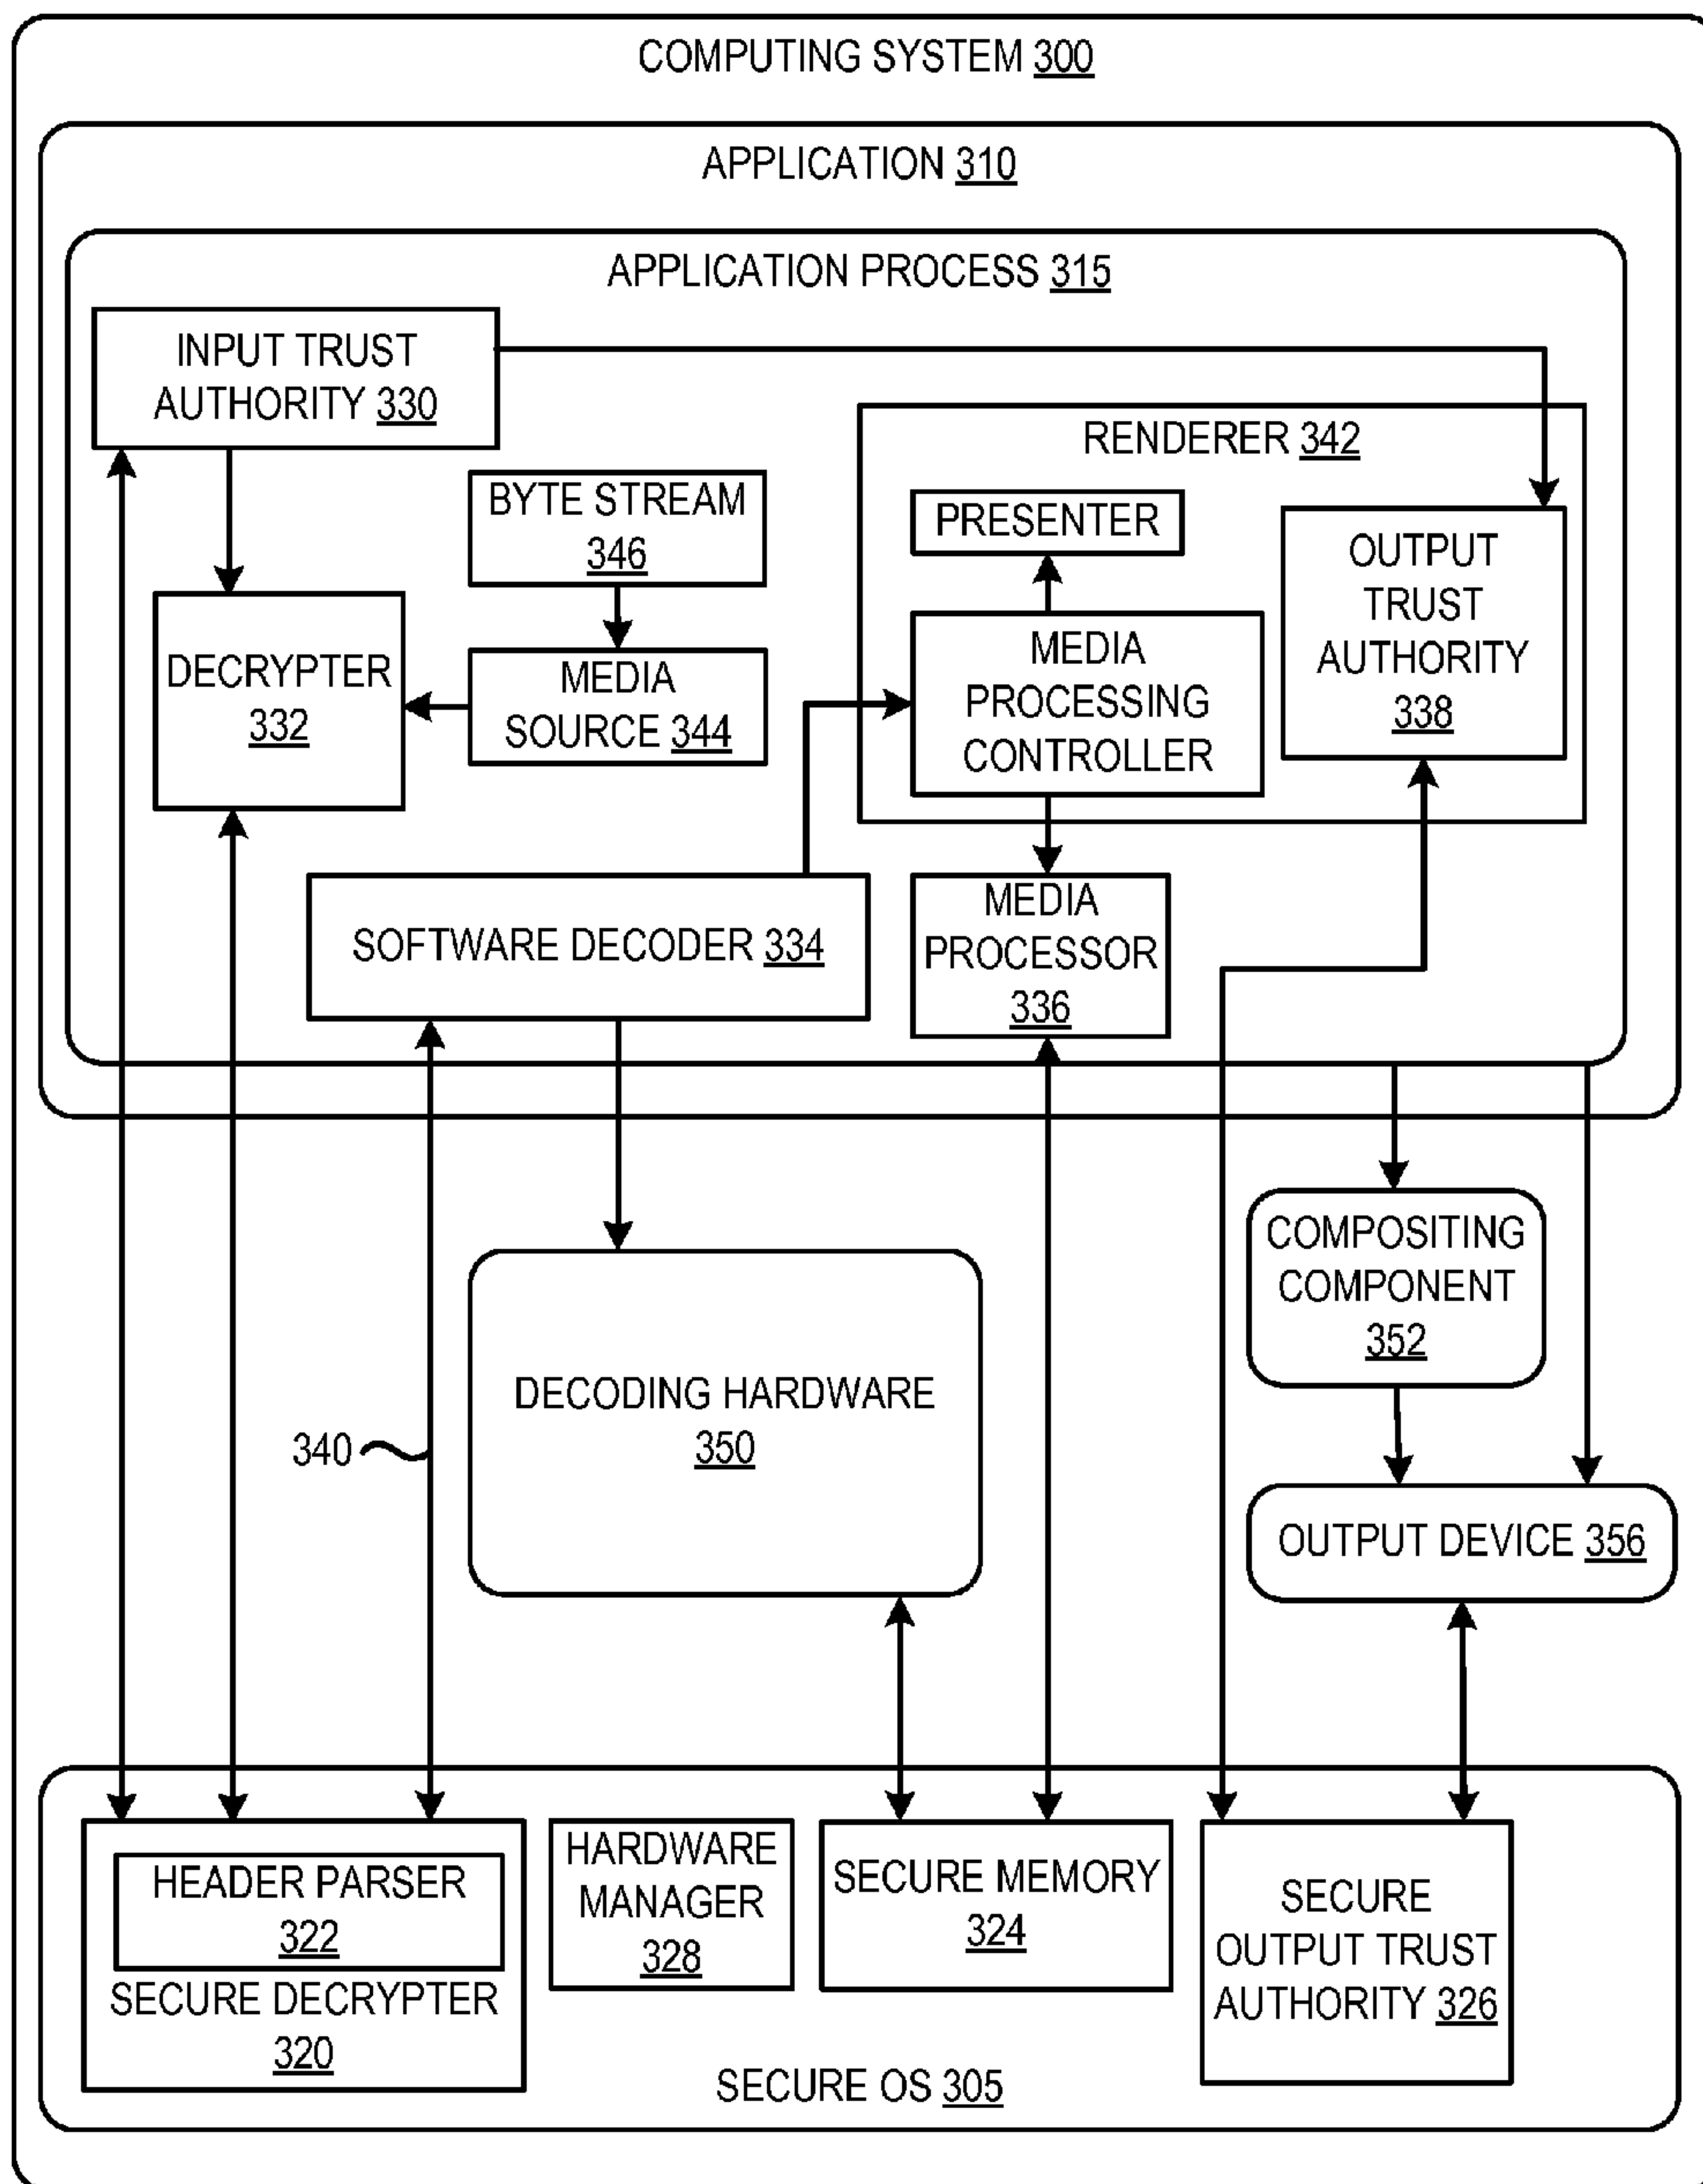 COMPUTING SYSTEM 300
APPLICATION 310
APPLICATION PROCESS 315
INPUT TRUST
AUTHORITY 330
RENDERER 342
BYTE STREAM
346
PRESENTER
OUTPUT
TRUST
AUTHORITY
338
DECRYPTER
332
MEDIA
SOURCE 344
MEDIA
PROCESSING
CONTROLLER
SOFTWARE DECODER 334
MEDIA
PROCESSOR
336
COMPOSITING
COMPONENT
352
DECODING HARDWARE
350
340
OUTPUT DEVICE 356
HEADER PARSER
322
SECURE DECRYPTER
320
HARDWARE
MANAGER
328
SECURE MEMORY
324
SECURE
OUTPUT TRUST
AUTHORITY 326
SECURE OS 305